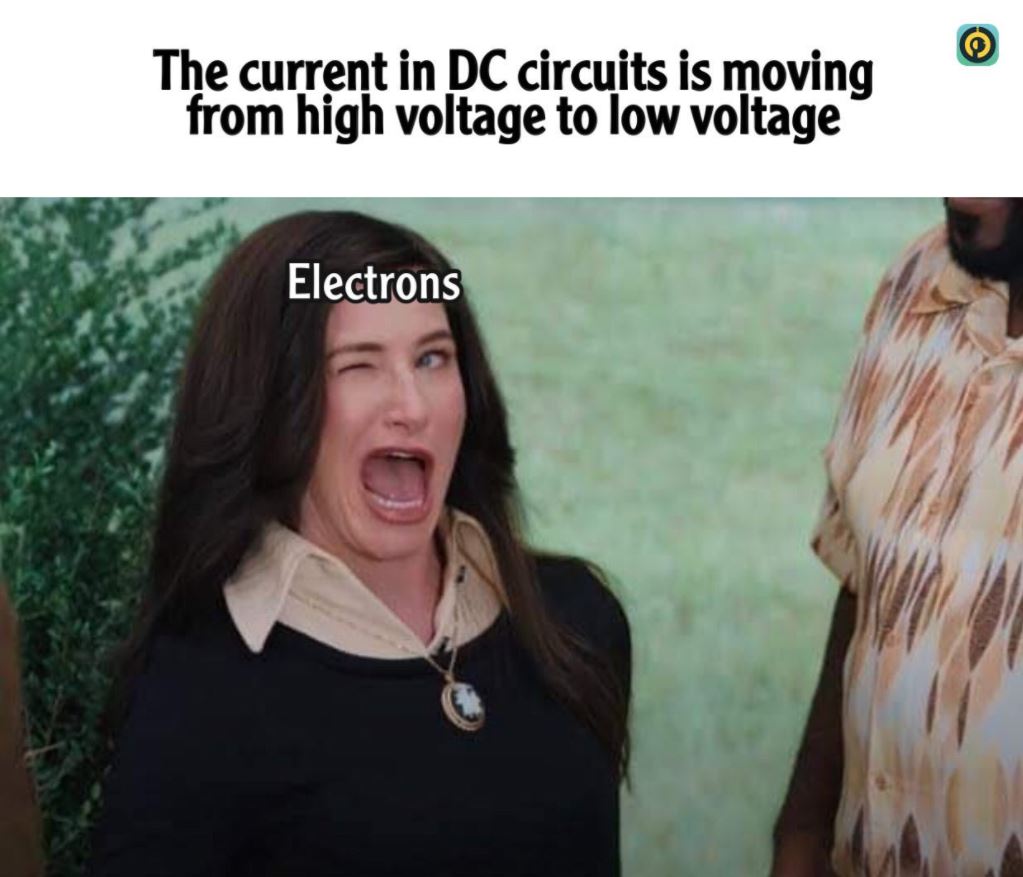 The current in DC circuits is moving
from high voltage to low voltage
Electrons